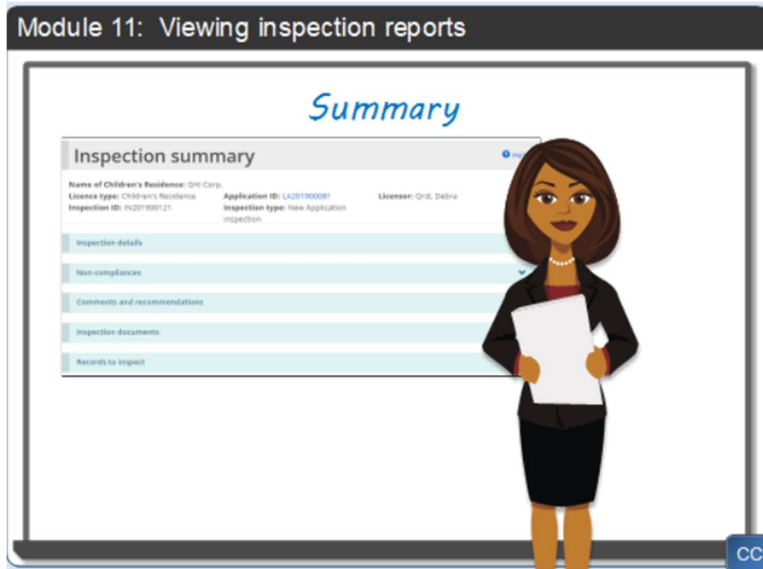 Module 11: Viewing inspection reports
Summary
Inspection summary
Name of Children's Residence: GHI Corp.
Licence type: Children's Residence Application ID: LA201900081 Licensor: Qrst, Debra
Inspection ID: IN201900121 Inspection type: New Application
Inspection
Inspection details
Non-compliances
Comments and recommendations
Inspection documents
Records to inspect
CC